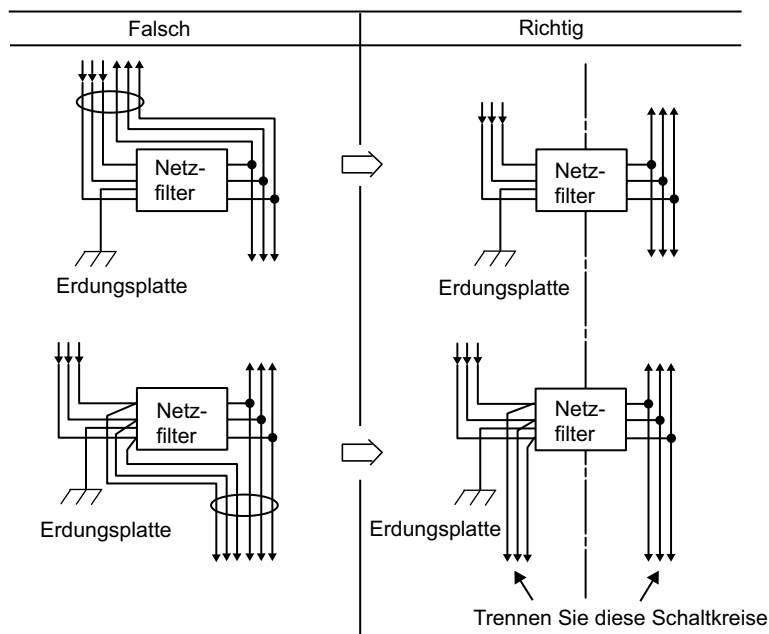 Falsch
Richtig
Netz-
filter
Erdungsplatte
Netz-
filter
Erdungsplatte
Netz-
filter
Erdungsplatte
Netz-
filter
Erdungsplatte
Trennen Sie diese Schaltkreise